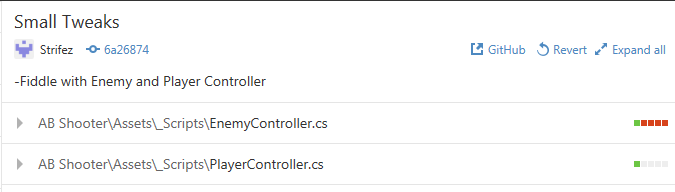 Small Tweaks
Strifez 6a26874 GitHub Revert Expand all
-Fiddle with Enemy and Player Controller
AB Shooter\Assets\_Scripts\EnemyController.cs
AB Shooter\Assets\_Scripts\PlayerController.cs